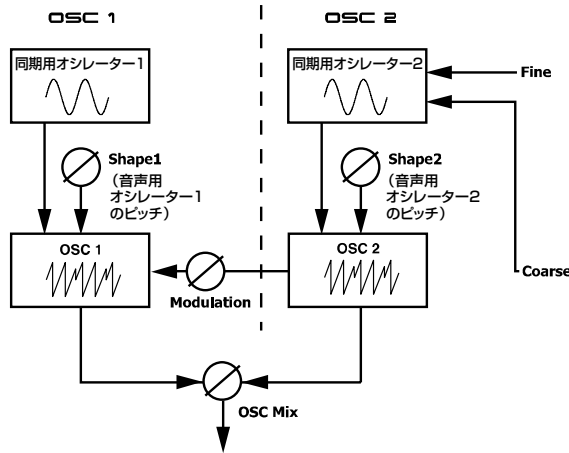 OSC 1
OSC 2
同期用オシレーター1
同期用オシレーター2
Fine
Shape1
（音声用
オシレーター1
のピッチ）
Shape2
（音声用
オシレーター2
のピッチ）
OSC 1
OSC 2
Coarse
Modulation
OSC Mix